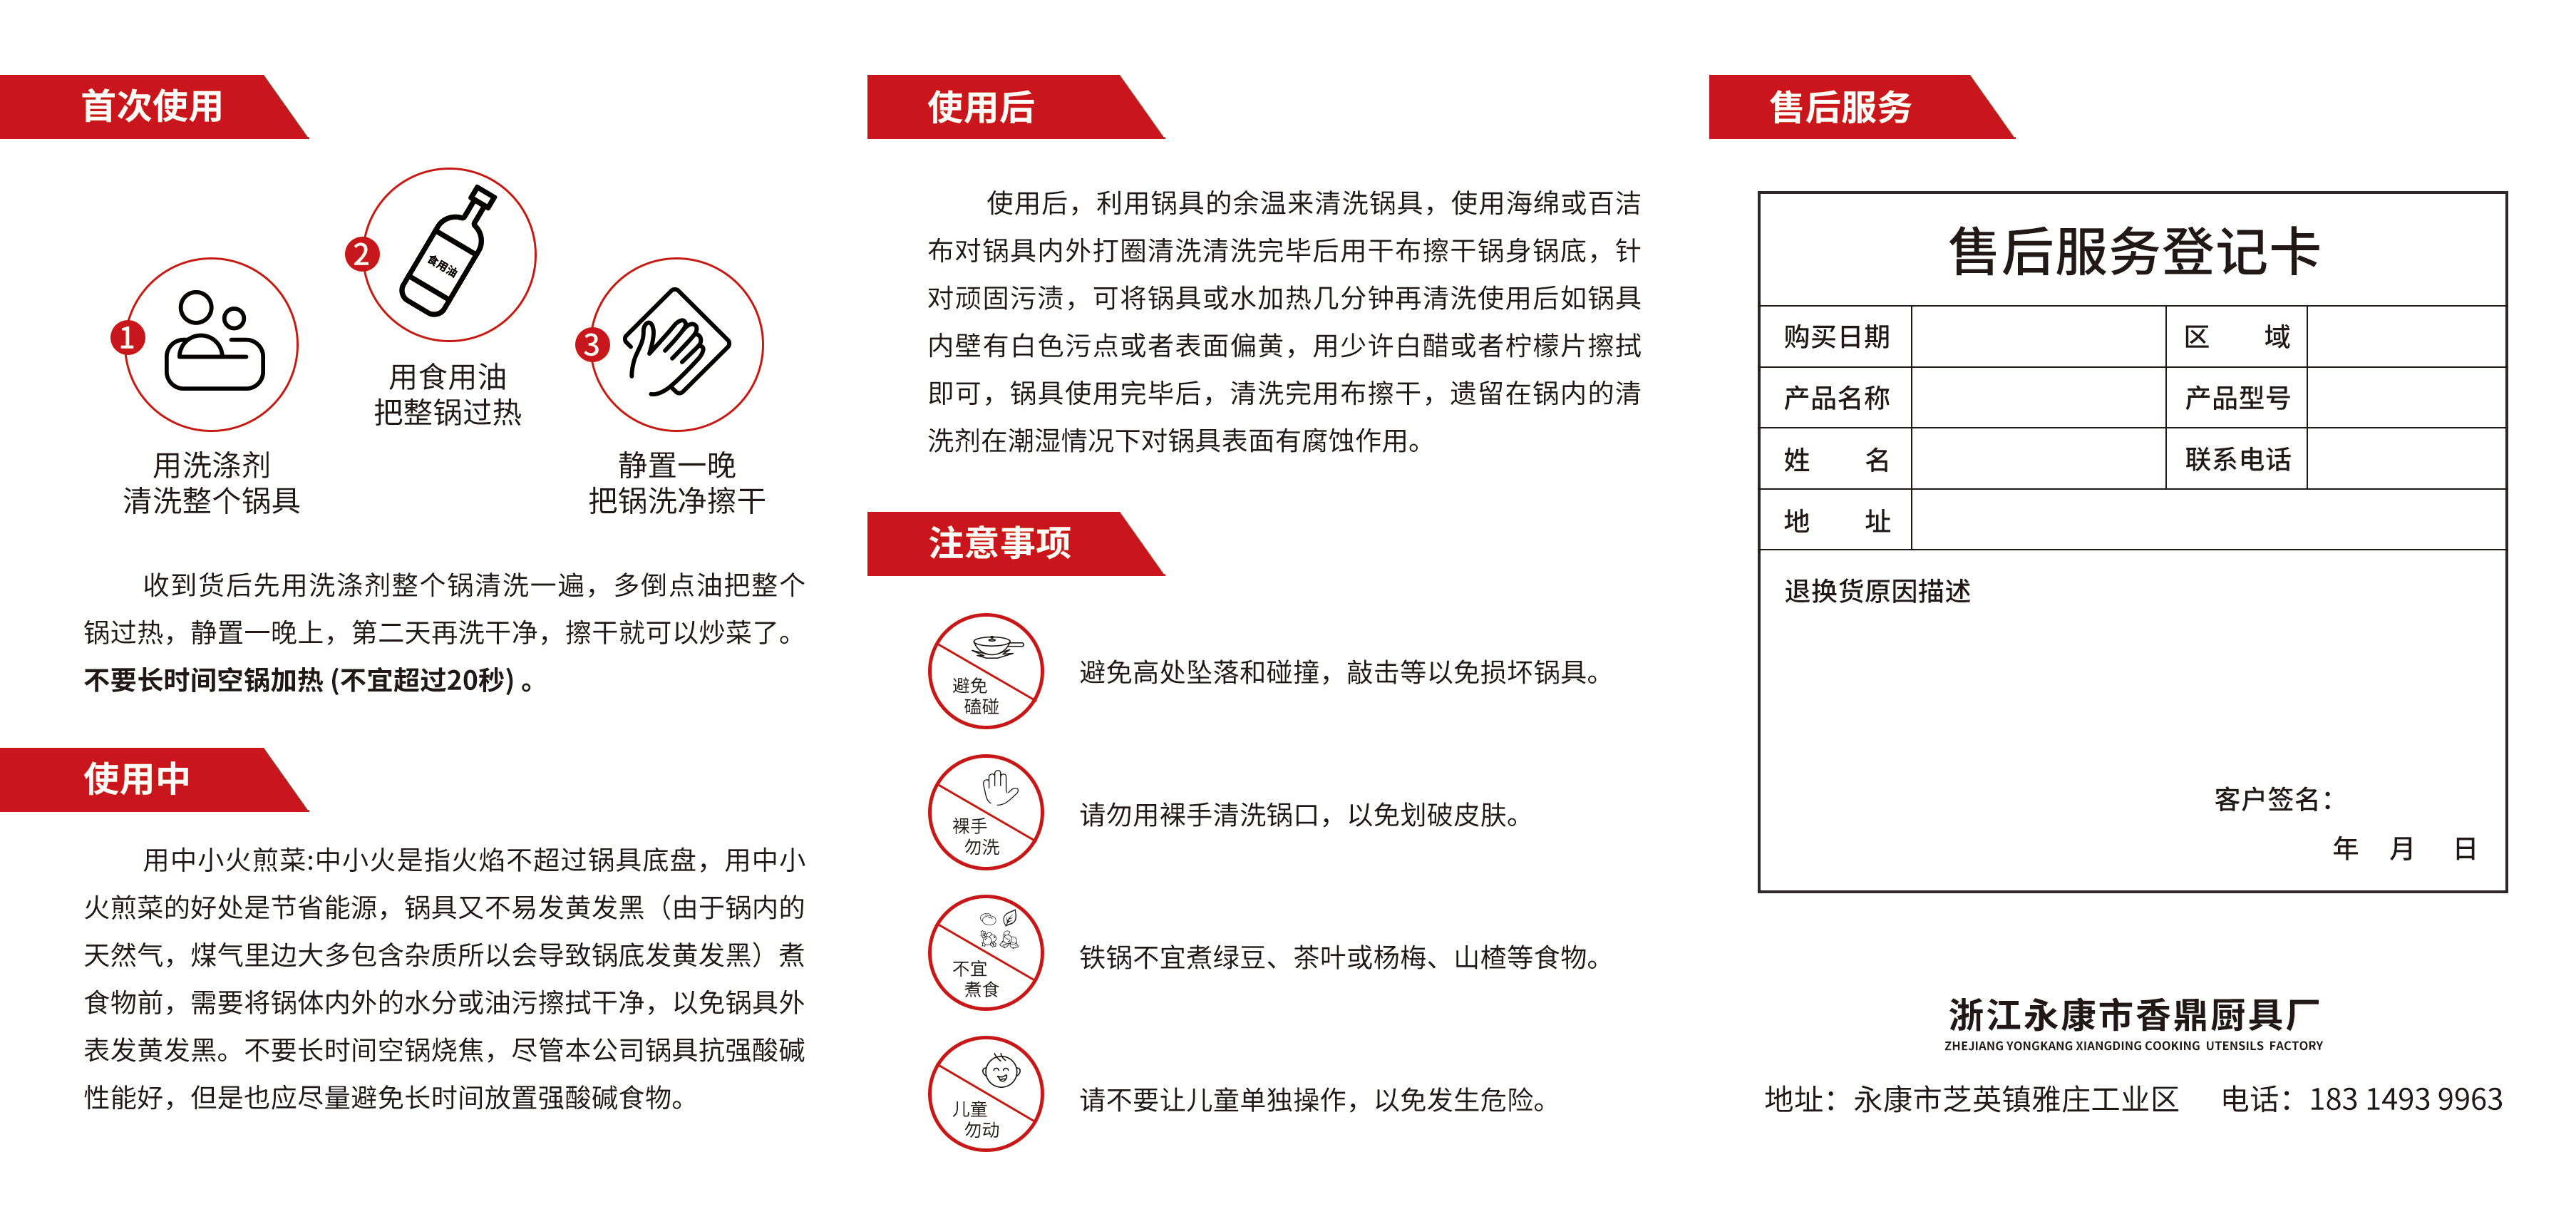 首次使用
1
用洗涤剂
清洗整个锅具
2
食用油
用食用油
把整锅过热
3
静置一晚
把锅洗净擦干
收到货后先用洗涤剂整个锅清洗一遍，多倒点油把整个
锅过热，静置一晚上，第二天再洗干净，擦干就可以炒菜了。
不要长时间空锅加热 (不宜超过20秒) 。
使用中
用中小火煎菜:中小火是指火焰不超过锅具底盘，用中小
火煎菜的好处是节省能源，锅具又不易发黄发黑（由于锅内的
天然气，煤气里边大多包含杂质所以会导致锅底发黄发黑）煮
食物前，需要将锅体内外的水分或油污擦拭干净，以免锅具外
表发黄发黑。不要长时间空锅烧焦，尽管本公司锅具抗强酸碱
性能好，但是也应尽量避免长时间放置强酸碱食物。
使用后
使用后，利用锅具的余温来清洗锅具，使用海绵或百洁
布对锅具内外打圈清洗清洗完毕后用干布擦干锅身锅底，针
对顽固污渍，可将锅具或水加热几分钟再清洗使用后如锅具
内壁有白色污点或者表面偏黄，用少许白醋或者柠檬片擦拭
即可，锅具使用完毕后，清洗完用布擦干，遗留在锅内的清
洗剂在潮湿情况下对锅具表面有腐蚀作用。
注意事项
避免
磕碰
避免高处坠落和碰撞，敲击等以免损坏锅具。
裸手
勿洗
请勿用裸手清洗锅口，以免划破皮肤。
不宜
煮食
铁锅不宜煮绿豆、茶叶或杨梅、山楂等食物。
儿童
勿动
请不要让儿童单独操作，以免发生危险。
售后服务
售后服务登记卡
购买日期 区 域
产品名称 产品型号
姓 名 联系电话
地 址
退换货原因描述
客户签名：
年 月 日
浙江永康市香鼎厨具厂
ZHEJIANG YONGKANG XIANGDING COOKING UTENSILS FACTORY
地址：永康市芝英镇雅庄工业区 电话：183 1493 9963